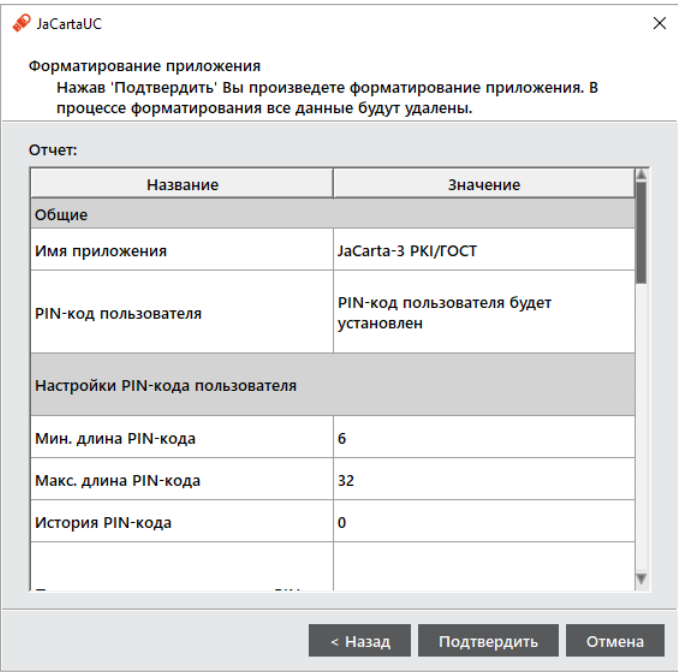 JaCartaUC
Форматирование приложения
Нажав 'Подтвердить' Вы произведете форматирование приложения. В
процессе форматирования все данные будут удалены.
Отчет:
Название Значение
Общие
Имя приложения JaCarta-3 PKI/ГОСТ
PIN-код пользователя PIN-код пользователя будет
установлен
Настройки PIN-кода пользователя
Мин. длина PIN-кода 6
Макс. длина PIN-кода 32
История PIN-кода 0
< Назад Подтвердить Отмена